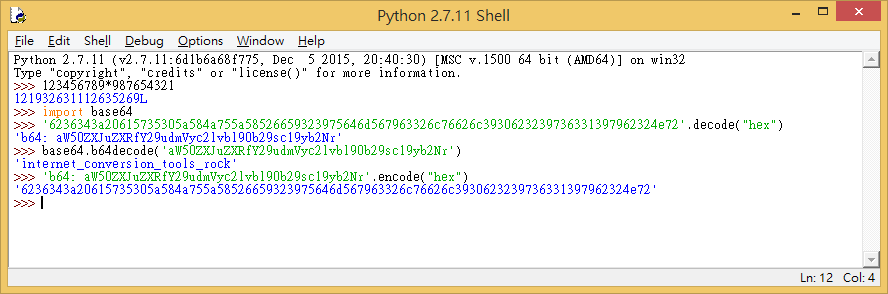 Python 2.7.11 Shell
File Edit Shell Debug Options Window Help
Python 2.7.11 (v2.7.11:6d1b6a68f775, Dec  5 2015, 20:40:30) [MSC v.1500 64 bit (AMD64)] on win32
Type "copyright", "credits" or "license()" for more information.
>>> 123456789*987654321
121932631112635269L
>>> import base64
>>> '6236343a20615735305a584a755a58526659323975646d567963326c76626c3930623239736331397962324e72'.decode("hex")
'b64: aW50ZXJuZXRfY29udmVyc2lvbl90b29sc19yb2Nr'
>>> base64.b64decode('aW50ZXJuZXRfY29udmVyc2lvbl90b29sc19yb2Nr')
'internet_conversion_tools_rock'
>>> 'b64: aW50ZXJuZXRfY29udmVyc2lvbl90b29sc19yb2Nr'.encode("hex")
'6236343a20615735305a584a755a58526659323975646d567963326c76626c3930623239736331397962324e72'
>>>
Ln: 12 Col: 4